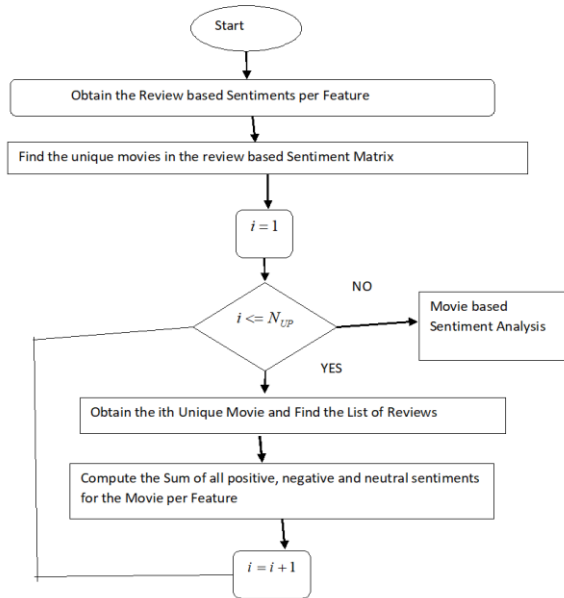 Start
Obtain the Review based Sentiments per Feature
Find the unique movies in the review based Sentiment Matrix
i = 1
NO
i <= N_UP
Movie based
Sentiment Analysis
YES
Obtain the ith Unique Movie and Find the List of Reviews
Compute the Sum of all positive, negative and neutral sentiments
for the Movie per Feature
i = i + 1